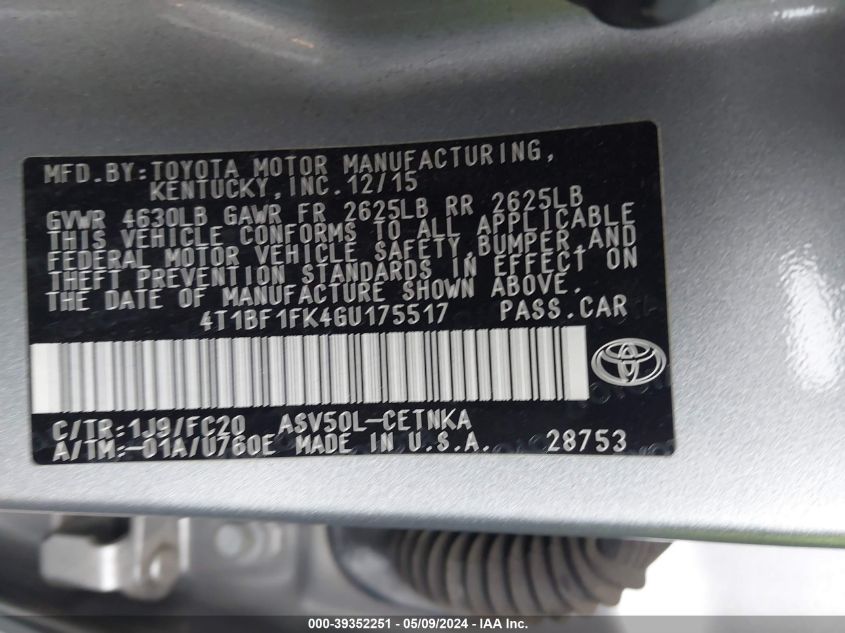 MFD.BY:TOYOTA MOTOR MANUFACTURING,
KENTUCKY,INC.12/15
GVWR 4630LB GAWR FR 2625LB RR 2625LB
THIS VEHICLE CONFORMS TO ALL APPLICABLE
FEDERAL MOTOR VEHICLE SAFETY,BUMPER,AND
THEFT PREVENTION STANDARDS IN EFFECT ON
THE DATE OF MANUFACTURE SHOWN ABOVE.
4T1BF1FK4GU175517 PASS.CAR
C/TR:1J9/FC20 ASV50L-CETNKA
A/TM:-01A/U760E MADE IN U.S.A. 28753
000-39352251 - 05/09/2024 - IAA Inc.